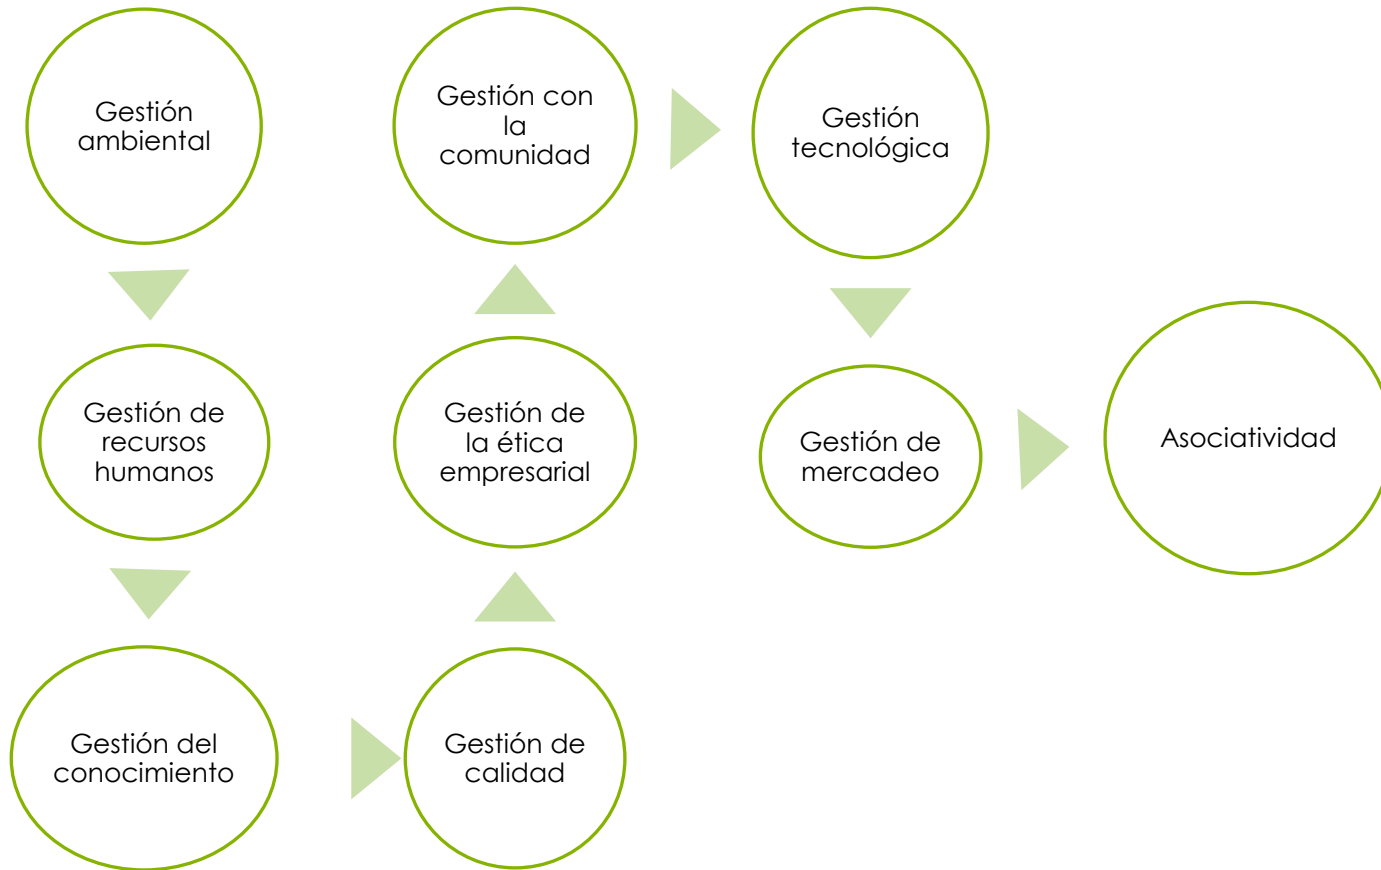 Gestión
ambiental
Gestión de
recursos
humanos
Gestión del
conocimiento
Gestión de
calidad
Gestión de
la ética
empresarial
Gestión con
la
comunidad
Gestión
tecnológica
Gestión de
mercadeo
Asociatividad